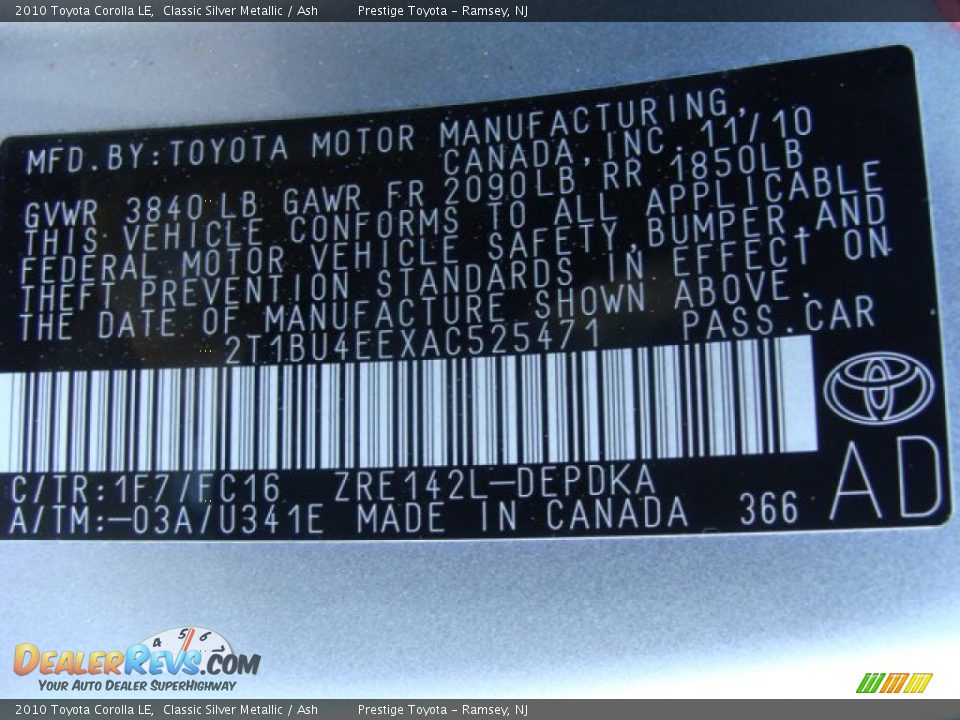 2010 Toyota Corolla LE, Classic Silver Metallic / Ash Prestige Toyota - Ramsey, NJ
MFD.BY:TOYOTA MOTOR MANUFACTURING,
CANADA,INC.11/10
GVWR 3840LB GAWR FR 2090LB RR 1850LB
THIS VEHICLE CONFORMS TO ALL APPLICABLE
FEDERAL MOTOR VEHICLE SAFETY,BUMPER,AND
THEFT PREVENTION STANDARDS IN EFFECT ON
THE DATE OF MANUFACTURE SHOWN ABOVE.
2T1BU4EEXAC525471 PASS.CAR
C/TR:1F7/FC16 ZRE142L-DEPDKA
A/TM:-03A/U341E MADE IN CANADA 366
AD
4 5 6
DEALERREVS.COM
YOUR AUTO DEALER SUPERHIGHWAY
2010 Toyota Corolla LE, Classic Silver Metallic / Ash Prestige Toyota - Ramsey, NJ